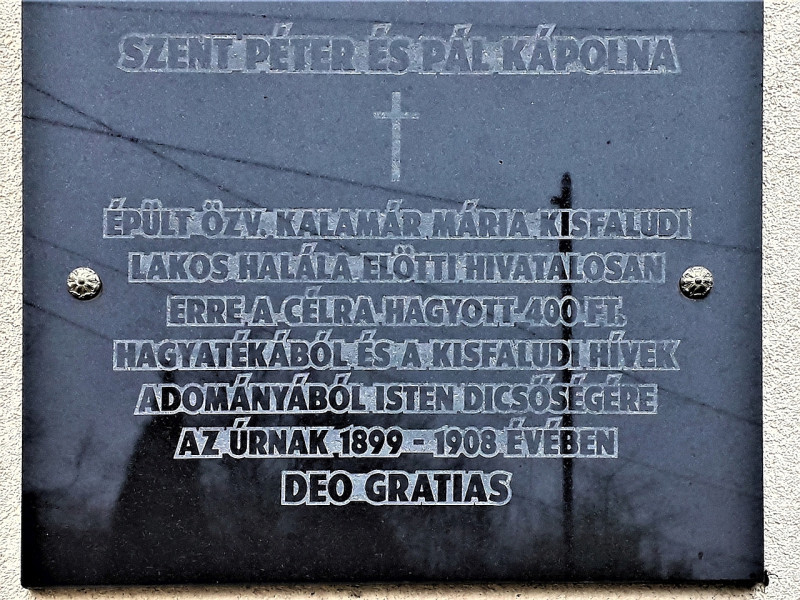 SZENT PÉTER ÉS PÁL KÁPOLNA
ÉPÜLT ÖZV. KALAMÁR MÁRIA KISFALUDI
LAKOS HALÁLA ELÖTTI HIVATALOSAN
ERRE A CÉLRA HAGYOTT 400 FT.
HAGYATÉKÁBÓL ÉS A KISFALUDI HÍVEK
ADOMÁNYÁBÓL ISTEN DICSŐSÉGÉRE
AZ ÚRNAK 1899 - 1908 ÉVÉBEN
DEO GRATIAS